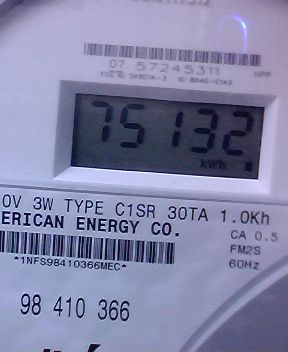 07 57245311
HPP
75132
kWh
0V 3W TYPE C1SR 30TA 1.0Kh
ERICAN ENERGY CO.
CA 0.5
FM2S
*1NFS98410366MEC*
60Hz
98 410 366